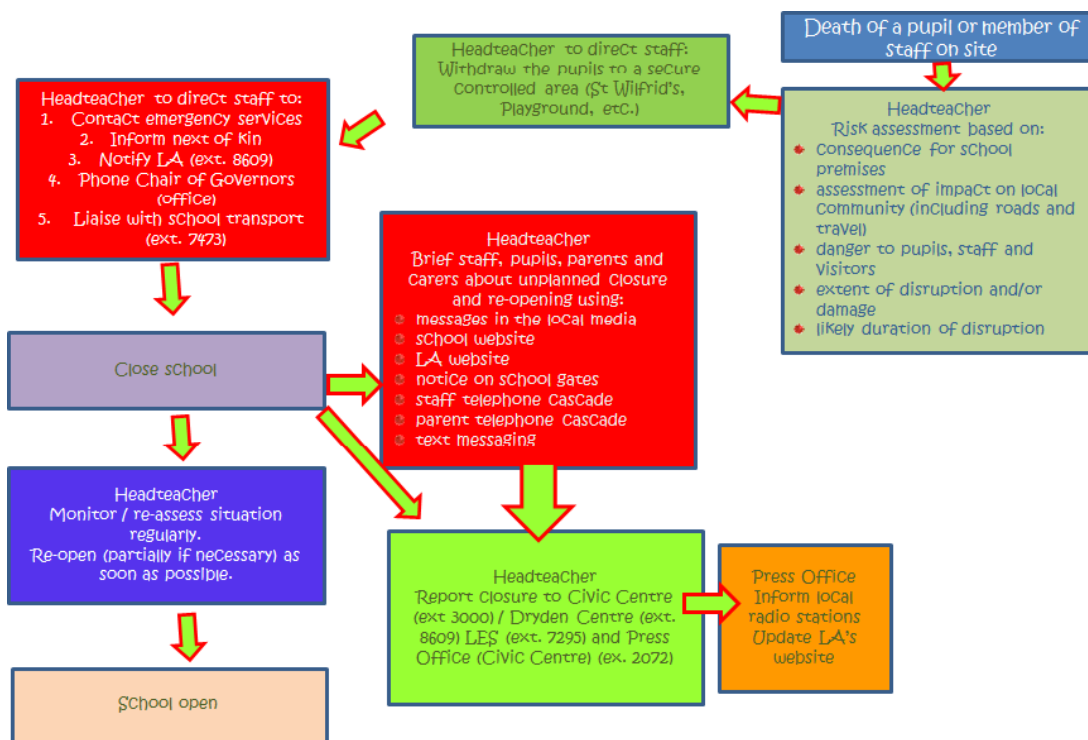 Death of a pupil or member of
staff on site
Headteacher
Risk assessment based on:
Consequence for school
premises
assessment of impact on local
community (including roads and
travel)
danger to pupils, staff and
visitors
extent of disruption and/or
damage
likely duration of disruption
Headteacher to direct staff:
Withdraw the pupils to a secure
controlled area (St Wilfrid's,
Playground, etc.)
Headteacher to direct staff to:
1. Contact emergency services
2. Inform next of kin
3. Notify LA (ext. 8609)
4. Phone Chair of Governors
(office)
5. Liaise with school transport
(ext. 7473)
Close school
Headteacher
Brief staff, pupils, parents and
carers about unplanned closure
and re-opening using:
messages in the local media
school website
LA website
notice on school gates
staff telephone cascade
parent telephone cascade
text messaging
Headteacher
Monitor / re-assess situation
regularly.
Re-open (partially if necessary) as
soon as possible.
School open
Headteacher
Report closure to Civic Centre
(ext 3000) / Dryden Centre (ext.
8609) LES (ext. 7295) and Press
Office (Civic Centre) (ex. 2072)
Press Office
Inform local
radio stations
Update LA's
website